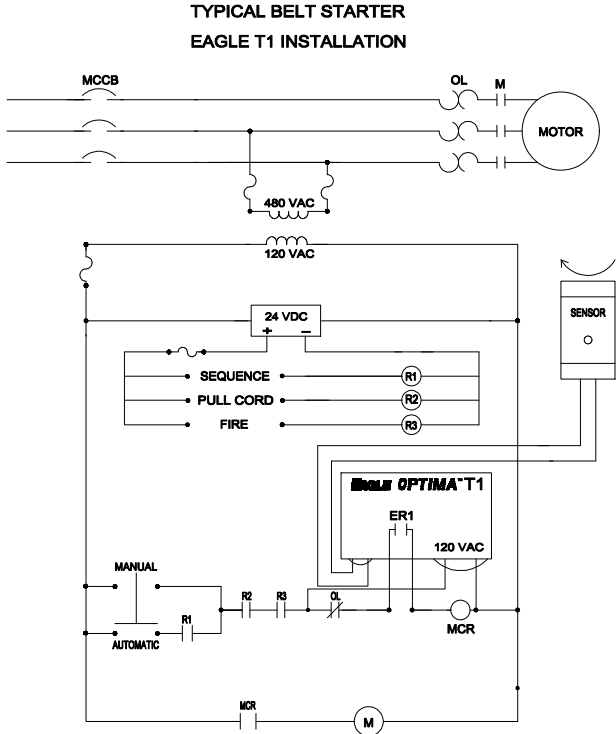 TYPICAL BELT STARTER
EAGLE T1 INSTALLATION
MCCB
OL
M
MOTOR
480 VAC
120 VAC
24 VDC
+ −
SENSOR
SEQUENCE
R1
PULL CORD
R2
FIRE
R3
EAGLE OPTIMA™ T1
ER1
120 VAC
MANUAL
R2
R3
OL
R1
AUTOMATIC
MCR
MCR
M